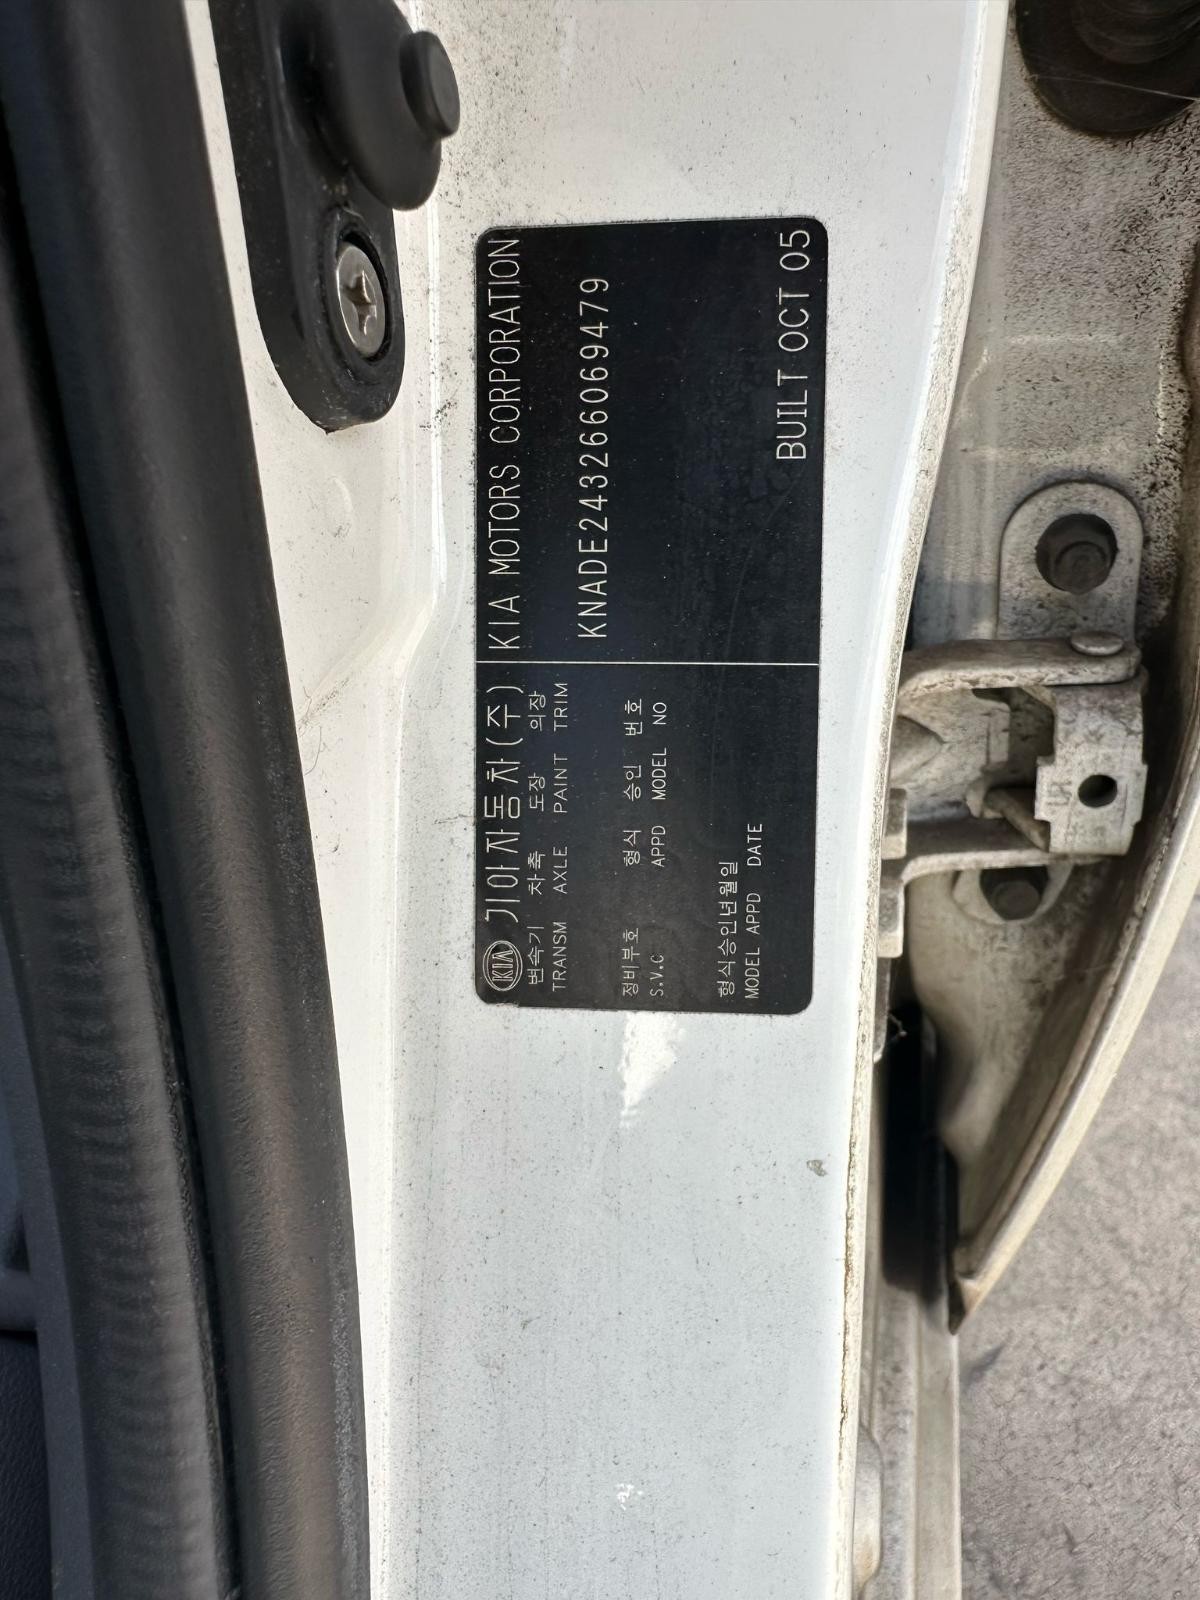 KIA 기아자동차(주) KIA MOTORS CORPORATION
변속기 차축 도장 의장
TRANSM AXLE PAINT TRIM
KNADE243266069479
정비부호 형식 승인 번호
S.V.C APPD MODEL NO
형식승인년월일
MODEL APPD DATE
BUILT OCT 05